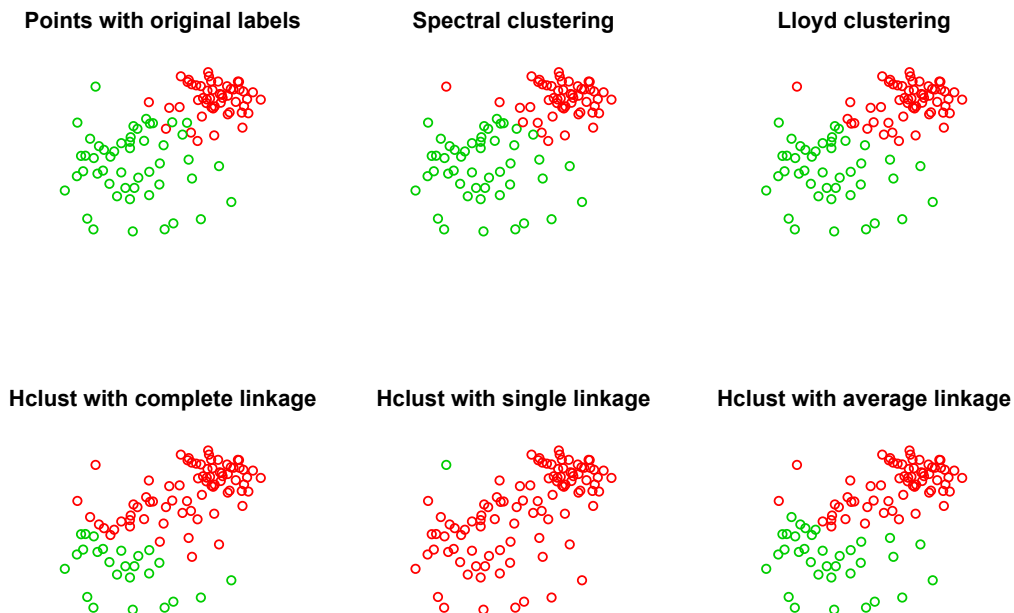 Points with original labels
Spectral clustering
Lloyd clustering
Hclust with complete linkage
Hclust with single linkage
Hclust with average linkage